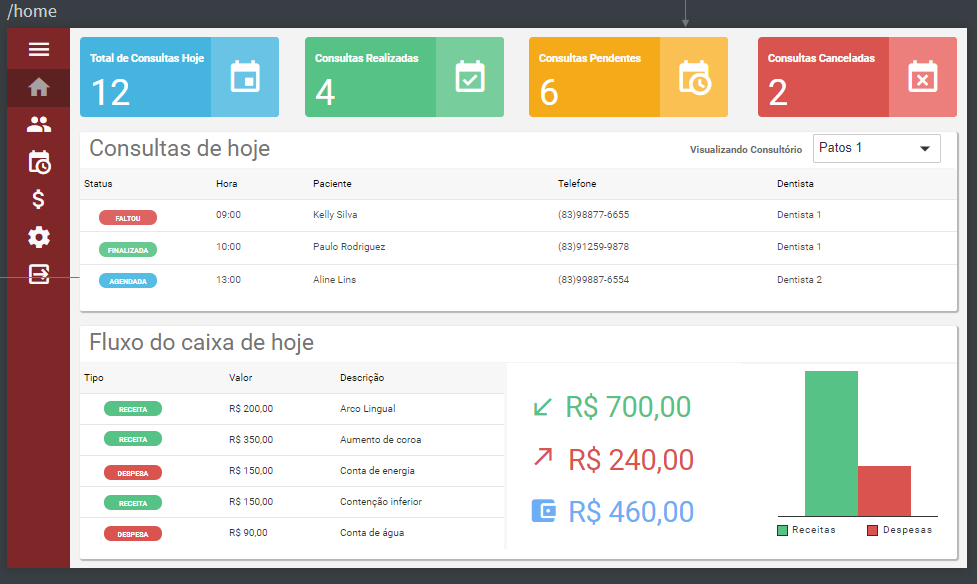 /home
Total de Consultas Hoje
12
Consultas Realizadas
4
Consultas Pendentes
6
Consultas Canceladas
2
Consultas de hoje
Visualizando Consultório
Patos 1
Status Hora Paciente Telefone Dentista
FALTOU 09:00 Kelly Silva (83)98877-6655 Dentista 1
FINALIZADA 10:00 Paulo Rodriguez (83)91259-9878 Dentista 1
AGENDADA 13:00 Aline Lins (83)99887-6554 Dentista 2
Fluxo do caixa de hoje
Tipo Valor Descrição
RECEITA R$ 200,00 Arco Lingual
RECEITA R$ 350,00 Aumento de coroa
DESPESA R$ 150,00 Conta de energia
RECEITA R$ 150,00 Contenção inferior
DESPESA R$ 90,00 Conta de água
R$ 700,00
R$ 240,00
R$ 460,00
Receitas Despesas